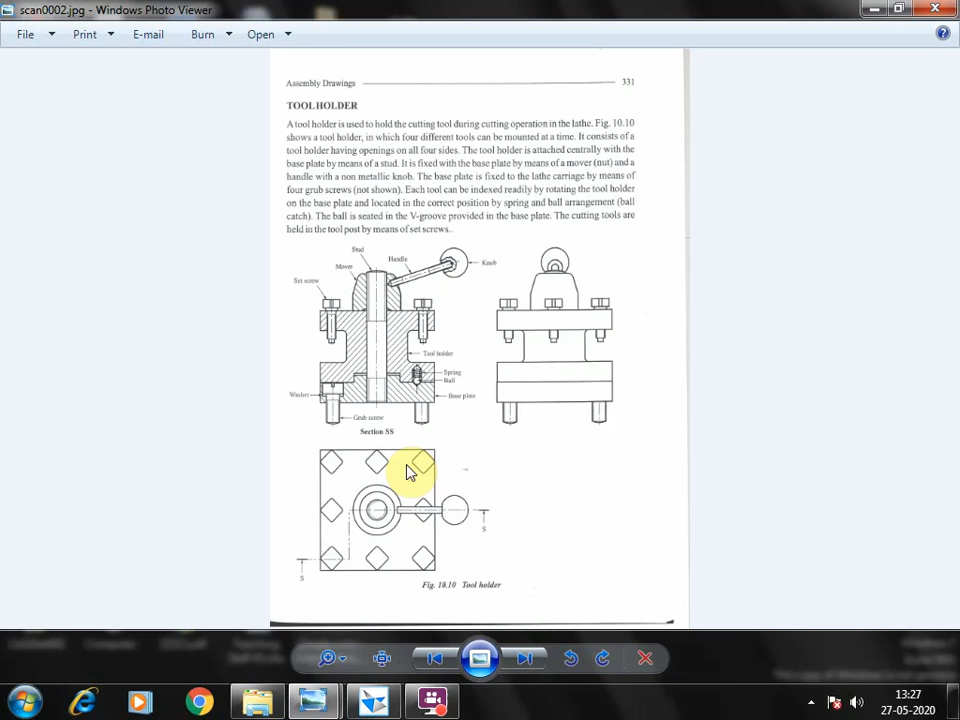 scan0002.jpg - Windows Photo Viewer
File Print E-mail Burn Open
Assembly Drawings 331
TOOL HOLDER
A tool holder is used to hold the cutting tool during cutting operation in the lathe. Fig. 10.10
shows a tool holder, in which four different tools can be mounted at a time. It consists of a
tool holder having openings on all four sides. The tool holder is attached centrally with the
base plate by means of a stud. It is fixed with the base plate by means of a mover (nut) and a
handle with a non metallic knob. The base plate is fixed to the lathe carriage by means of
four grub screws (not shown). Each tool can be indexed readily by rotating the tool holder
on the base plate and located in the correct position by spring and ball arrangement (ball
catch). The ball is seated in the V-groove provided in the base plate. The cutting tools are
held in the tool post by means of set screws..
Stud
Handle
Mover
Knob
Set screw
Tool holder
Spring
Ball
Washer
Base plate
Grub screw
Section SS
S
S
Fig. 10.10 Tool holder
13:27
27-05-2020